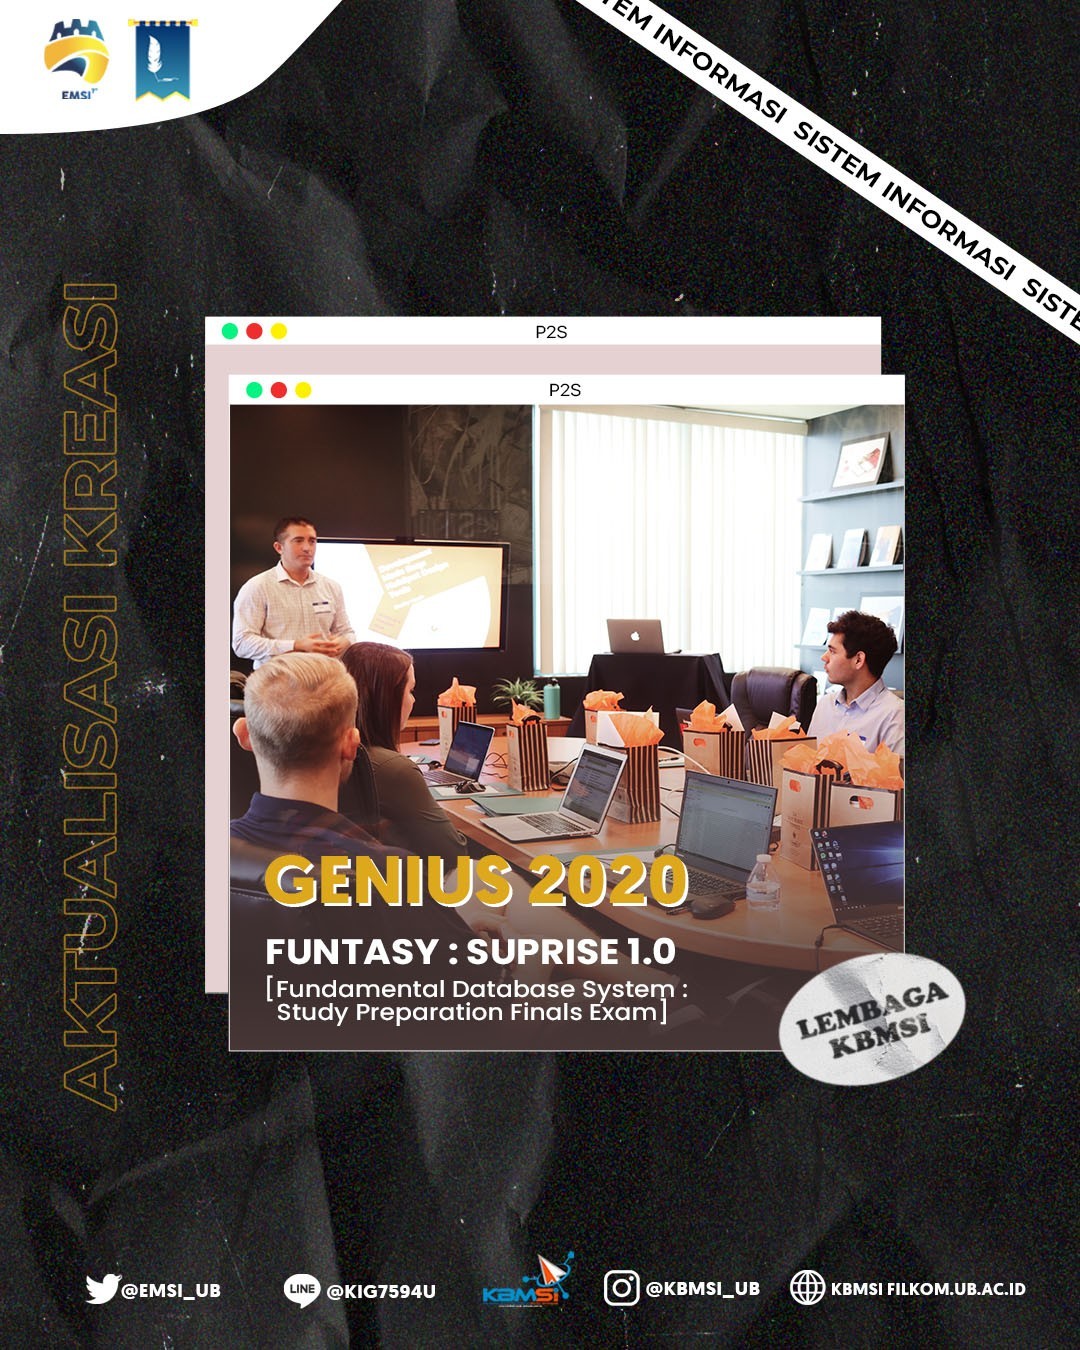 EMSI
TEM INFORMASI SISTEM INFORMASI SISTE
AKTUALISASI KREASI
P2S
P2S
GENIUS 2020
FUNTASY : SUPRISE 1.0
[Fundamental Database System :
Study Preparation Finals Exam]
LEMBAGA
KBMSI
@EMSI_UB
LINE
@KIG7594U
KBMSI
@KBMSI_UB
KBMSI FILKOM.UB.AC.ID